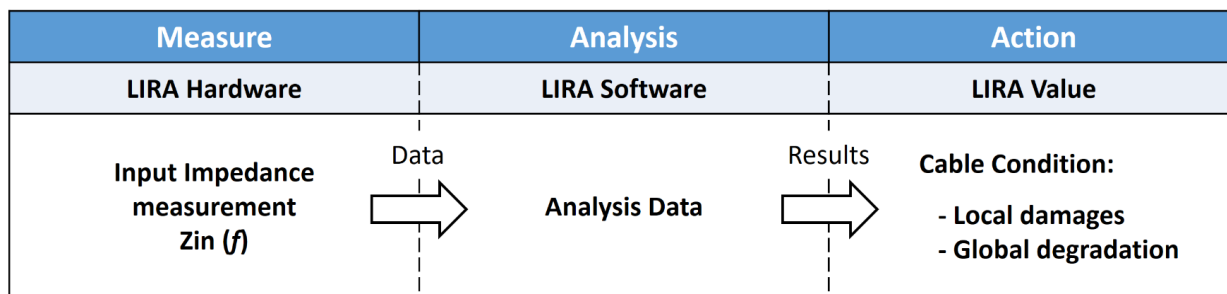 Measure
Analysis
Action
LIRA Hardware
LIRA Software
LIRA Value
Input Impedance
measurement
Zin (f)
Data
Analysis Data
Results
Cable Condition:
- Local damages
- Global degradation